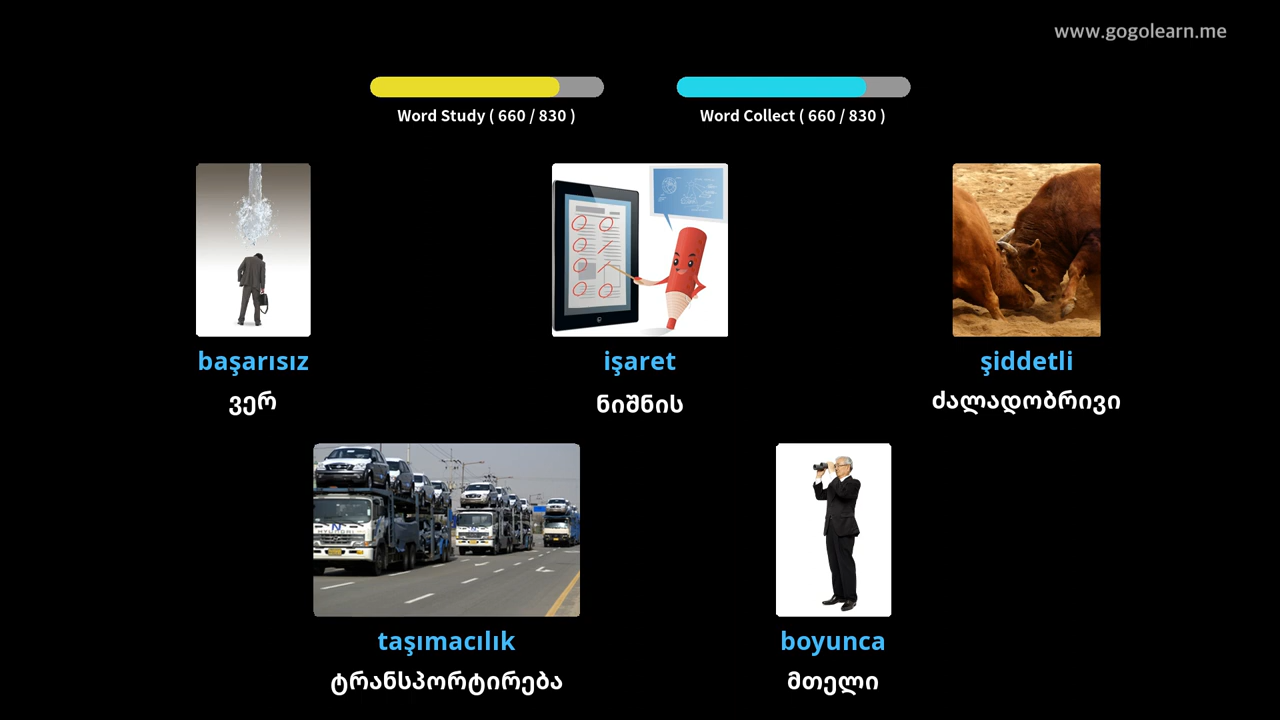 www.gogolearn.me
Word Study ( 660 / 830 )
Word Collect ( 660 / 830 )
başarısız
ვერ
işaret
ნიშნის
şiddetli
ძალადობრივი
taşımacılık
ტრანსპორტირება
boyunca
მთელი